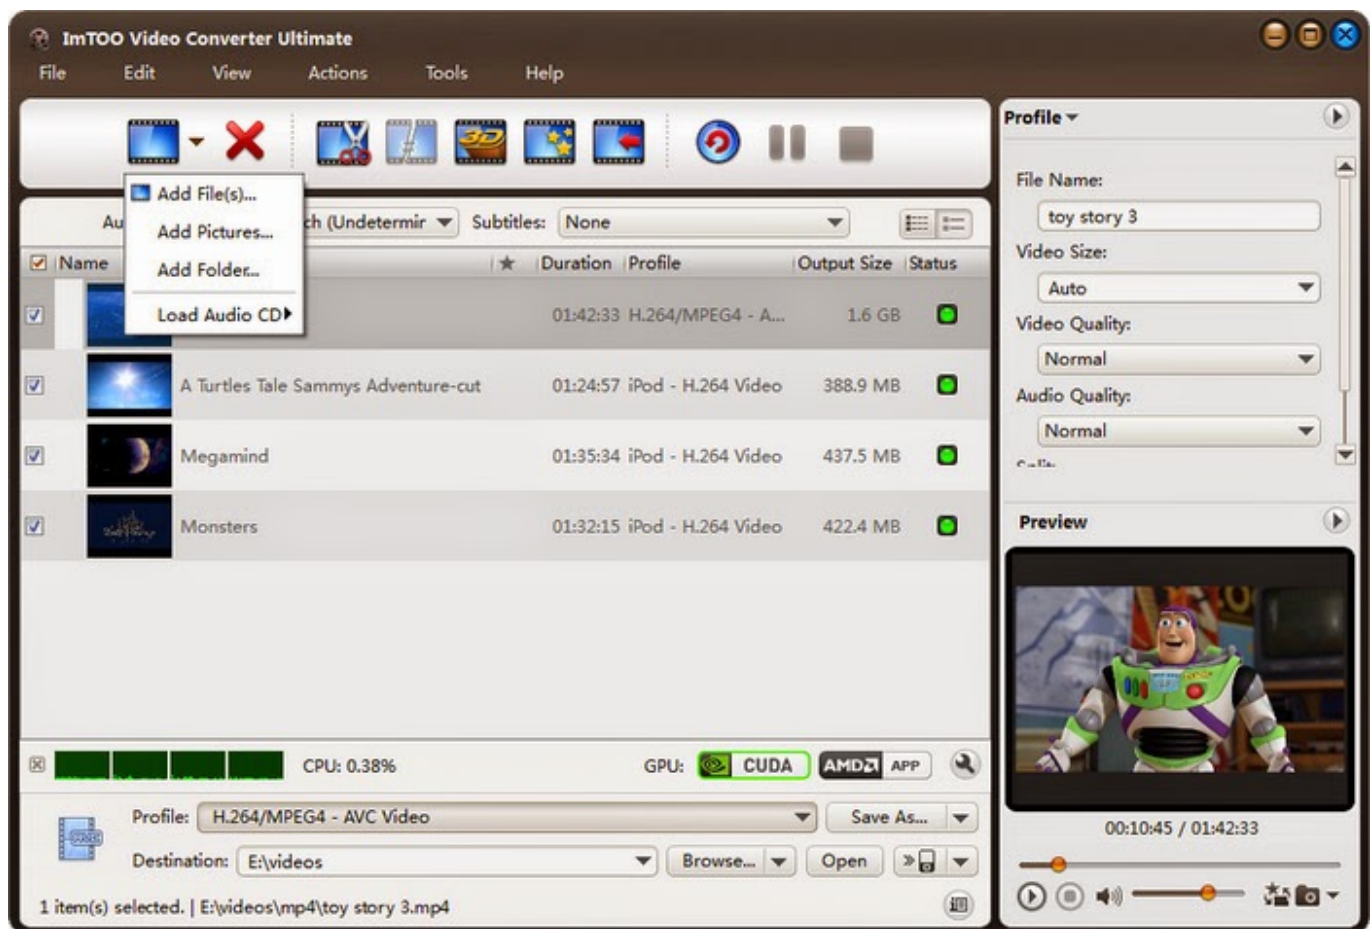 ImTOO Video Converter Ultimate
File Edit View Actions Tools Help
Add File(s)...
Add Pictures...
Add Folder...
Load Audio CD
Au ch (Undetermir Subtitles: None
Name Duration Profile Output Size Status
01:42:33 H.264/MPEG4 - A... 1.6 GB
A Turtles Tale Sammys Adventure-cut 01:24:57 iPod - H.264 Video 388.9 MB
Megamind 01:35:34 iPod - H.264 Video 437.5 MB
Monsters 01:32:15 iPod - H.264 Video 422.4 MB
CPU: 0.38% GPU: CUDA AMD APP
Profile: H.264/MPEG4 - AVC Video Save As...
Destination: E:\videos Browse... Open
1 item(s) selected. | E:\videos\mp4\toy story 3.mp4
Profile
File Name:
toy story 3
Video Size:
Auto
Video Quality:
Normal
Audio Quality:
Normal
Preview
00:10:45 / 01:42:33
3D